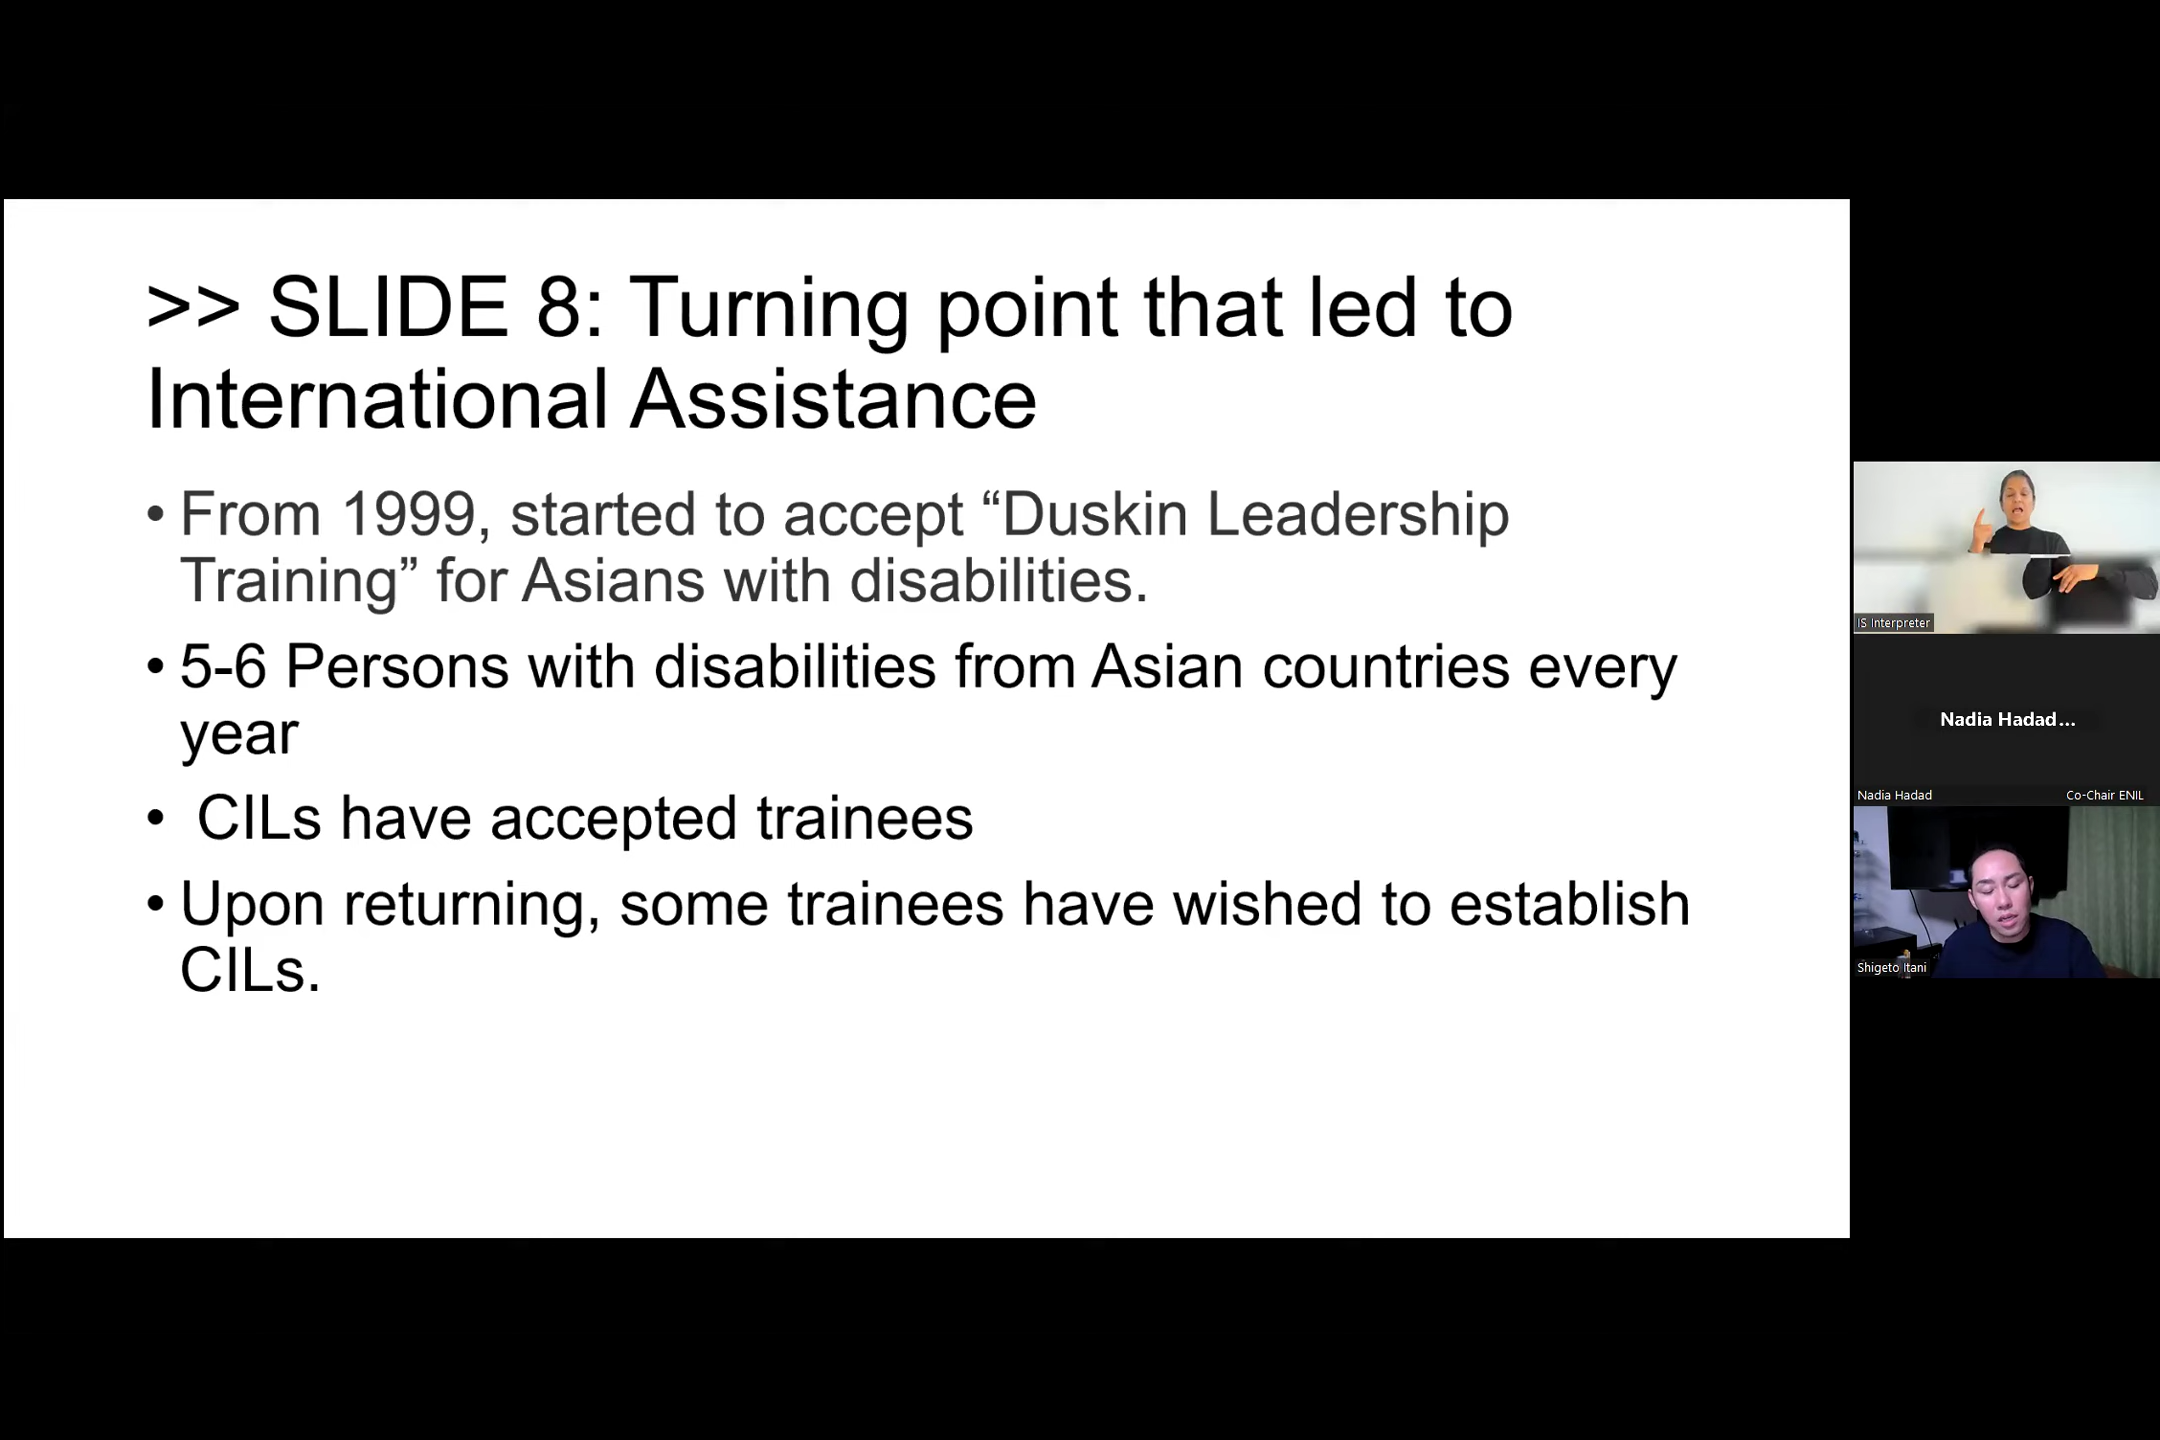 >> SLIDE 8: Turning point that led to
International Assistance
• From 1999, started to accept “Duskin Leadership
Training” for Asians with disabilities.
• 5-6 Persons with disabilities from Asian countries every
year
• CILs have accepted trainees
• Upon returning, some trainees have wished to establish
CILs.
IS Interpreter
Nadia Hadad...
Nadia Hadad Co-Chair ENIL
Shigeto Itani